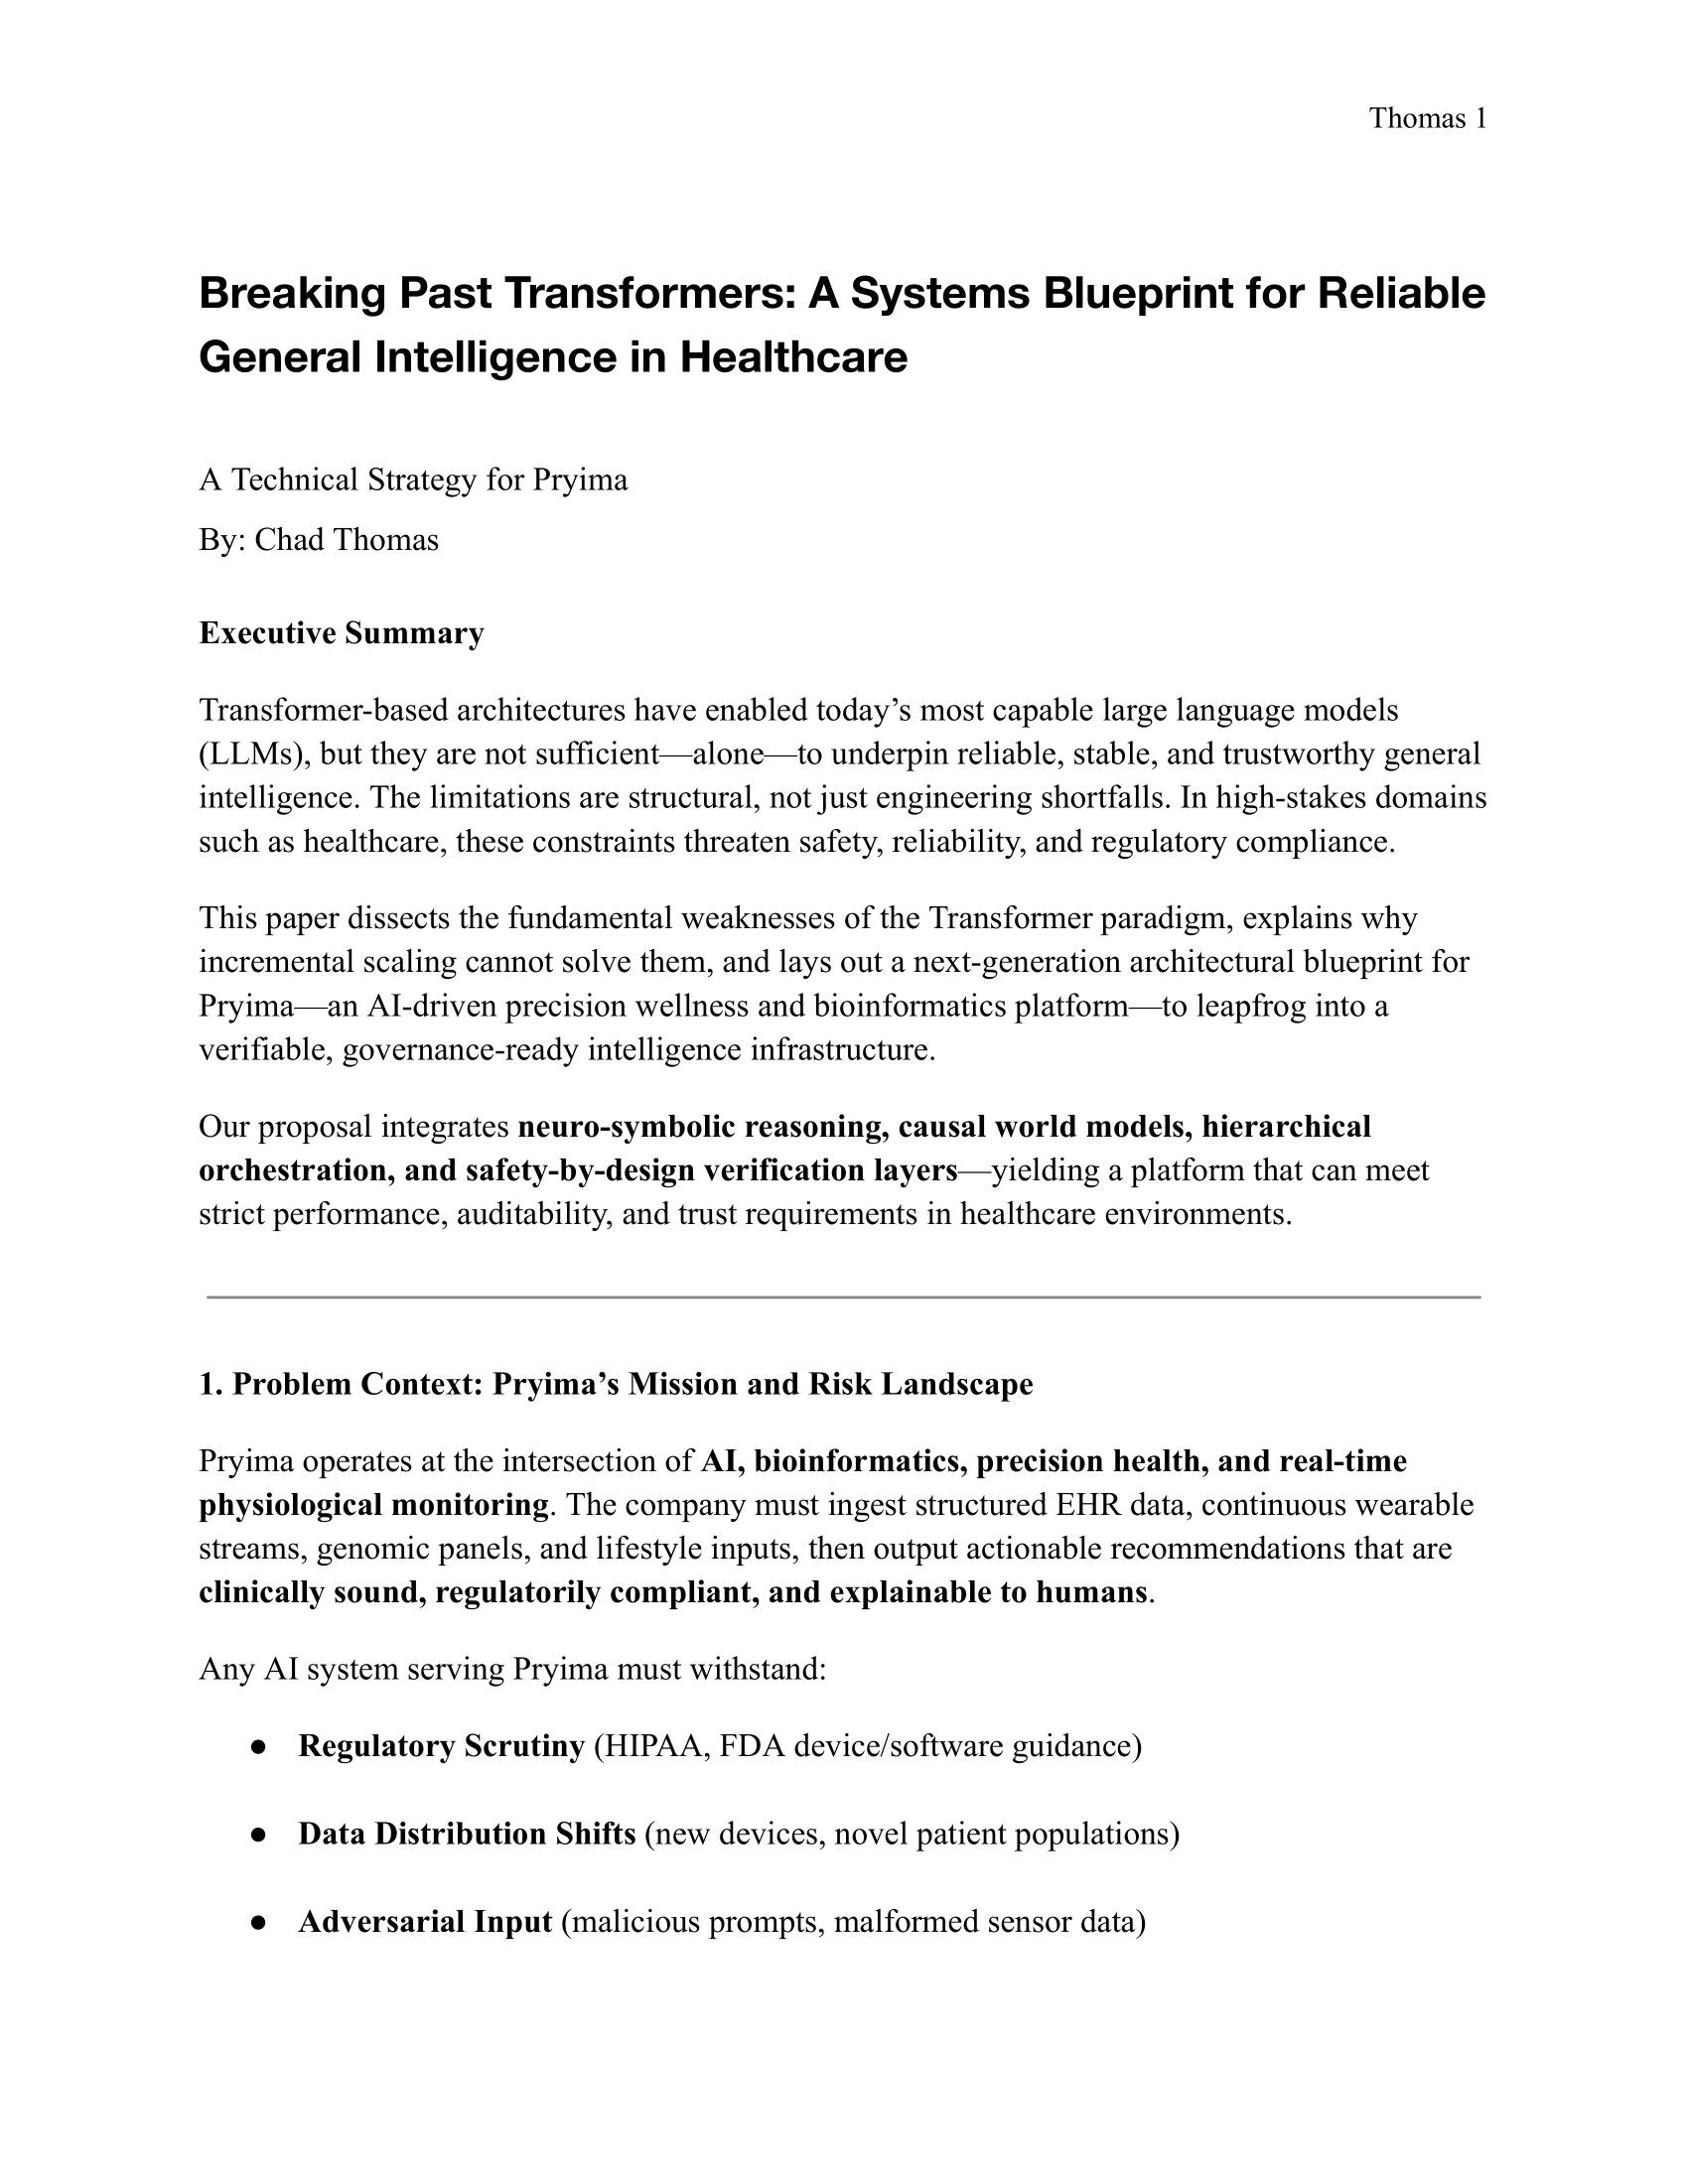 Thomas 1
Breaking Past Transformers: A Systems Blueprint for Reliable
General Intelligence in Healthcare
A Technical Strategy for Pryima
By: Chad Thomas
Executive Summary
Transformer-based architectures have enabled today’s most capable large language models
(LLMs), but they are not sufficient—alone—to underpin reliable, stable, and trustworthy general
intelligence. The limitations are structural, not just engineering shortfalls. In high-stakes domains
such as healthcare, these constraints threaten safety, reliability, and regulatory compliance.
This paper dissects the fundamental weaknesses of the Transformer paradigm, explains why
incremental scaling cannot solve them, and lays out a next-generation architectural blueprint for
Pryima—an AI-driven precision wellness and bioinformatics platform—to leapfrog into a
verifiable, governance-ready intelligence infrastructure.
Our proposal integrates neuro-symbolic reasoning, causal world models, hierarchical
orchestration, and safety-by-design verification layers—yielding a platform that can meet
strict performance, auditability, and trust requirements in healthcare environments.
1. Problem Context: Pryima’s Mission and Risk Landscape
Pryima operates at the intersection of AI, bioinformatics, precision health, and real-time
physiological monitoring. The company must ingest structured EHR data, continuous wearable
streams, genomic panels, and lifestyle inputs, then output actionable recommendations that are
clinically sound, regulatorily compliant, and explainable to humans.
Any AI system serving Pryima must withstand:
● Regulatory Scrutiny (HIPAA, FDA device/software guidance)
● Data Distribution Shifts (new devices, novel patient populations)
● Adversarial Input (malicious prompts, malformed sensor data)